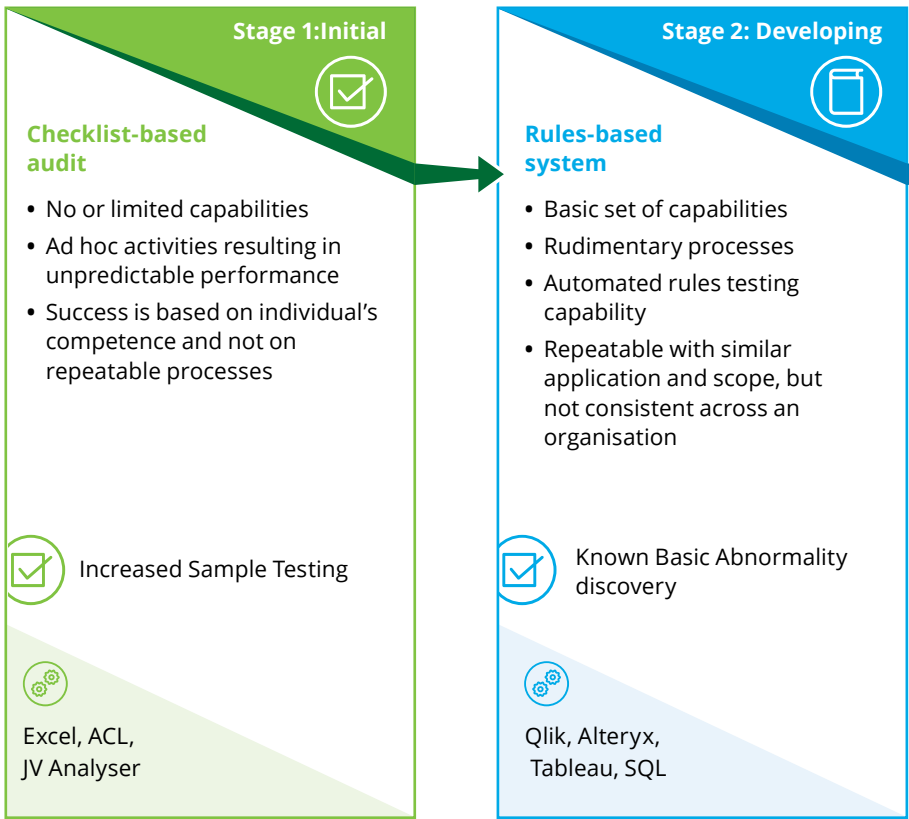 Stage 1:Initial
Checklist-based
audit
• No or limited capabilities
• Ad hoc activities resulting in
unpredictable performance
• Success is based on individual’s
competence and not on
repeatable processes
Increased Sample Testing
Excel, ACL,
JV Analyser
Stage 2: Developing
Rules-based
system
• Basic set of capabilities
• Rudimentary processes
• Automated rules testing
capability
• Repeatable with similar
application and scope, but
not consistent across an
organisation
Known Basic Abnormality
discovery
Qlik, Alteryx,
Tableau, SQL